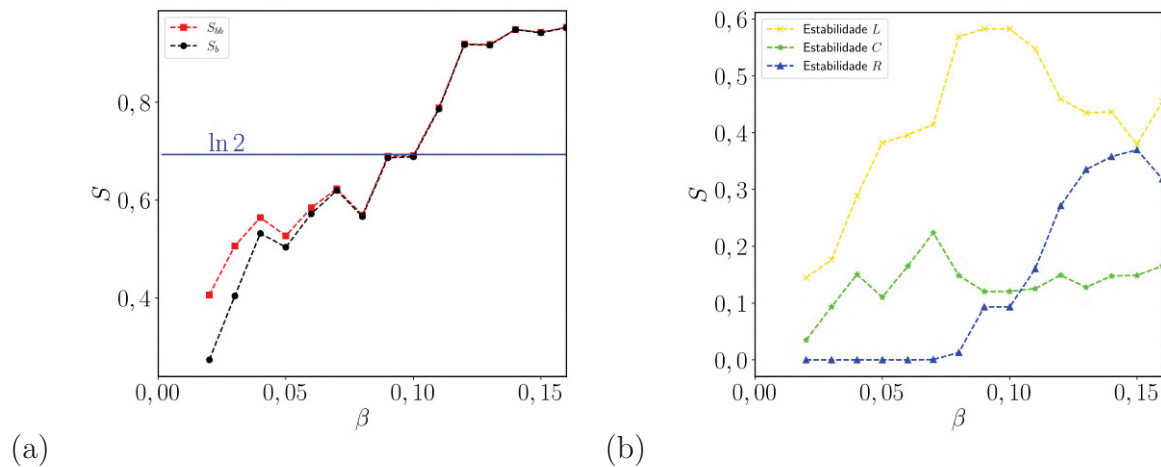 S_{bb}
S_b
ln 2
S
0,8
0,6
0,4
0,00
0,05
0,10
0,15
β
(a)
Estabilidade L
Estabilidade C
Estabilidade R
S
0,6
0,5
0,4
0,3
0,2
0,1
0,0
0,00
0,05
0,10
0,15
β
(b)